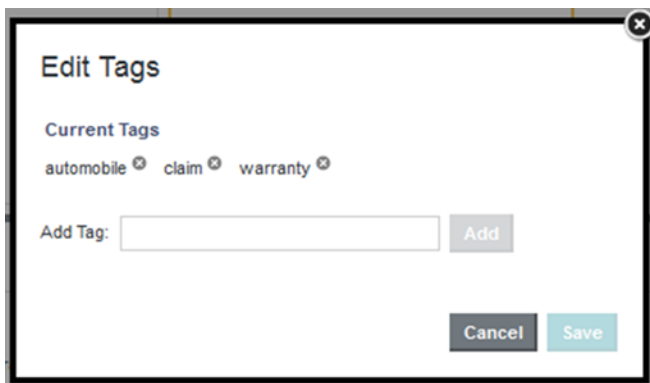 Edit Tags
Current Tags
automobile claim warranty
Add Tag: Add
Cancel Save